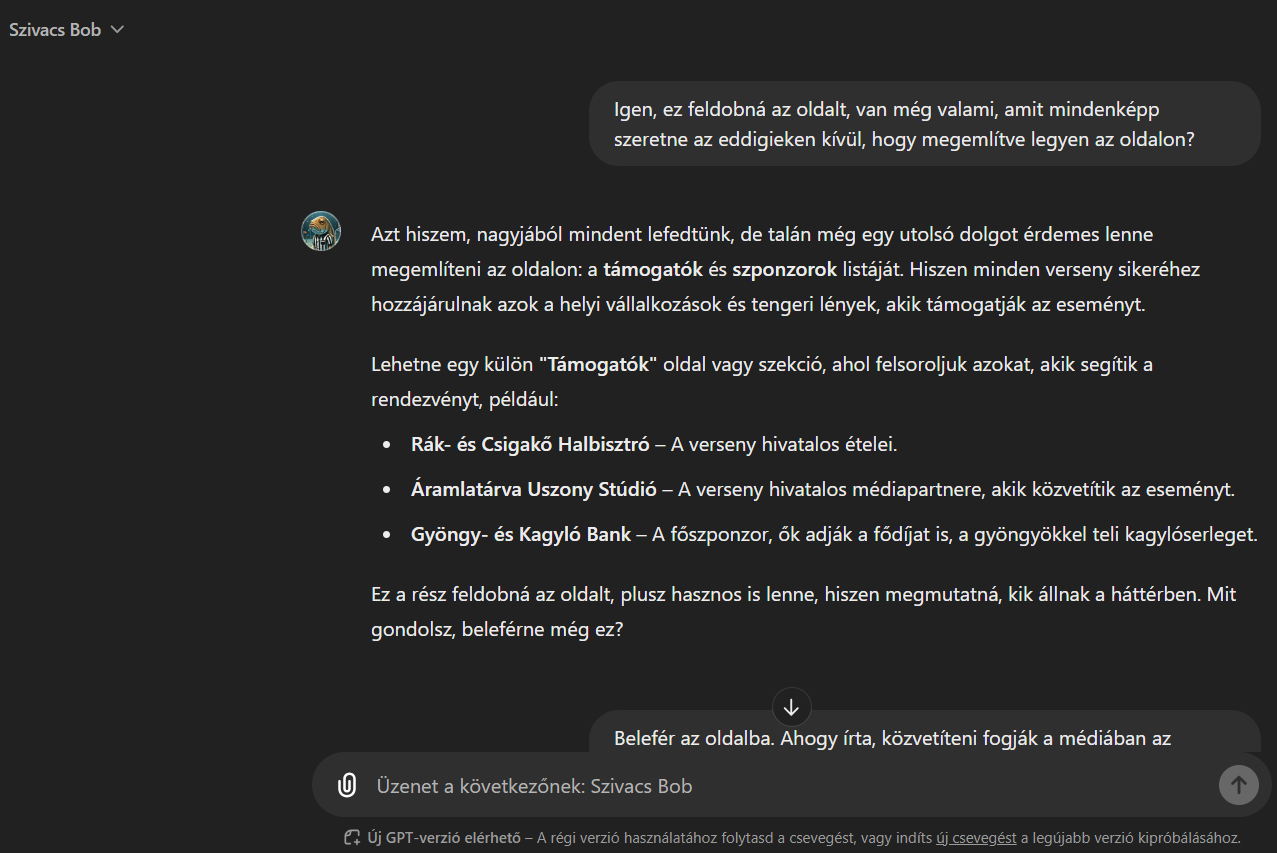 Szivacs Bob
Igen, ez feldobná az oldalt, van még valami, amit mindenképp
szeretne az eddigieken kívül, hogy megemlítve legyen az oldalon?
Azt hiszem, nagyjából mindent lefedtünk, de talán még egy utolsó dolgot érdemes lenne
megemlíteni az oldalon: a támogatók és szponzorok listáját. Hiszen minden verseny sikeréhez
hozzájárulnak azok a helyi vállalkozások és tengeri lények, akik támogatják az eseményt.
Lehetne egy külön "Támogatók" oldal vagy szekció, ahol felsoroljuk azokat, akik segítik a
rendezvényt, például:
• Rák- és Csigakő Halbisztró – A verseny hivatalos ételei.
• Áramlatárva Uszony Stúdió – A verseny hivatalos médiapartnere, akik közvetítik az eseményt.
• Gyöngy- és Kagyló Bank – A főszponzor, ők adják a fődíjat is, a gyöngyökkel teli kagylóserleget.
Ez a rész feldobná az oldalt, plusz hasznos is lenne, hiszen megmutatná, kik állnak a háttérben. Mit
gondolsz, beleférne még ez?
Belefér az oldalba. Ahogy írta, közvetíteni fogják a médiában az
Üzenet a következőnek: Szivacs Bob
Új GPT-verzió elérhető – A régi verzió használatához folytasd a csevegést, vagy indíts új csevegést a legújabb verzió kipróbálásához.